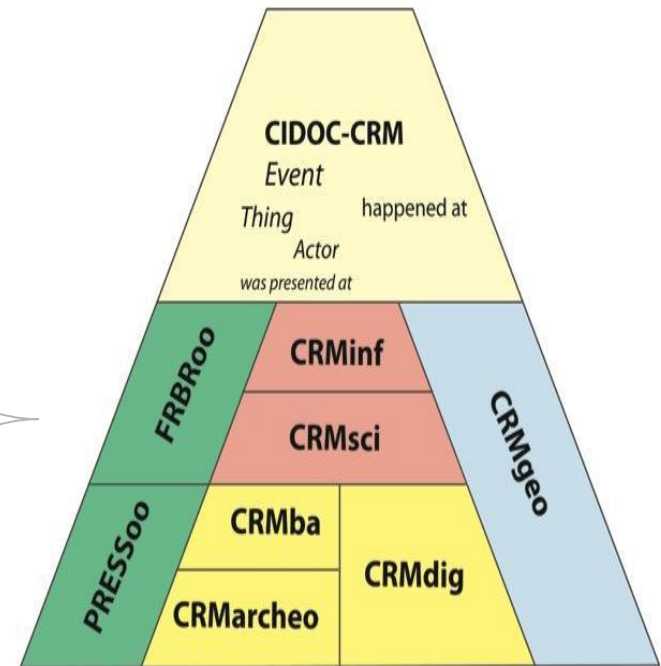 CIDOC-CRM
Event
Thing
happened at
Actor
was presented at
FRBRoo
CRMinf
CRMsci
CRMgeo
PRESSoo
CRMba
CRMdig
CRMarcheo